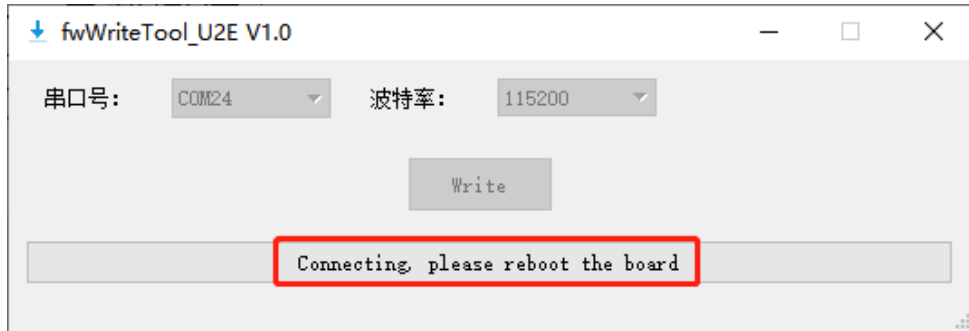 fwWriteTool_U2E V1.0
串口号： COM24 波特率： 115200
Write
Connecting, please reboot the board